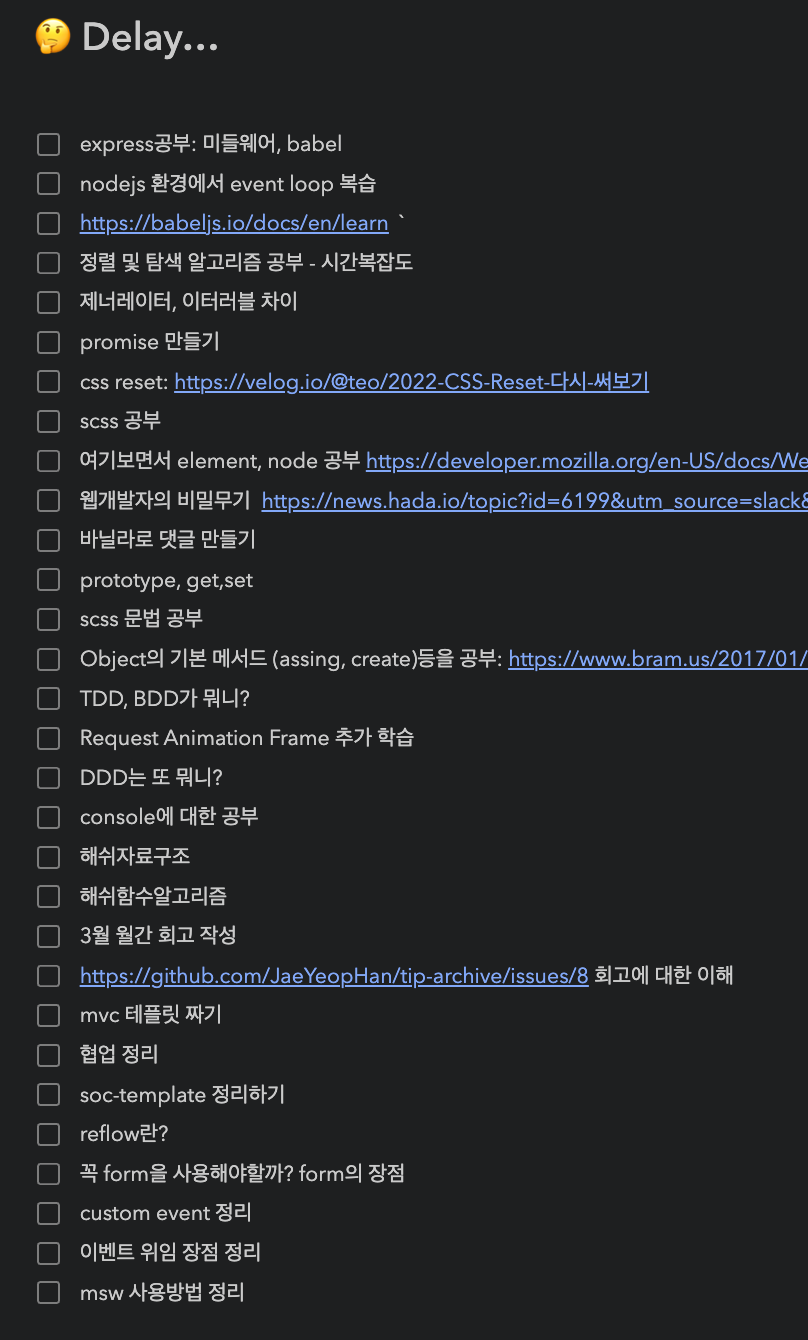 🤔 Delay...
express공부: 미들웨어, babel
nodejs 환경에서 event loop 복습
https://babeljs.io/docs/en/learn `
정렬 및 탐색 알고리즘 공부 - 시간복잡도
제너레이터, 이터러블 차이
promise 만들기
css reset: https://velog.io/@teo/2022-CSS-Reset-다시-써보기
scss 공부
여기보면서 element, node 공부 https://developer.mozilla.org/en-US/docs/We
웹개발자의 비밀무기 https://news.hada.io/topic?id=6199&utm_source=slack&
바닐라로 댓글 만들기
prototype, get,set
scss 문법 공부
Object의 기본 메서드 (assing, create)등을 공부: https://www.bram.us/2017/01/
TDD, BDD가 뭐니?
Request Animation Frame 추가 학습
DDD는 또 뭐니?
console에 대한 공부
해쉬자료구조
해쉬함수알고리즘
3월 월간 회고 작성
https://github.com/JaeYeopHan/tip-archive/issues/8 회고에 대한 이해
mvc 테플릿 짜기
협업 정리
soc-template 정리하기
reflow란?
꼭 form을 사용해야할까? form의 장점
custom event 정리
이벤트 위임 장점 정리
msw 사용방법 정리